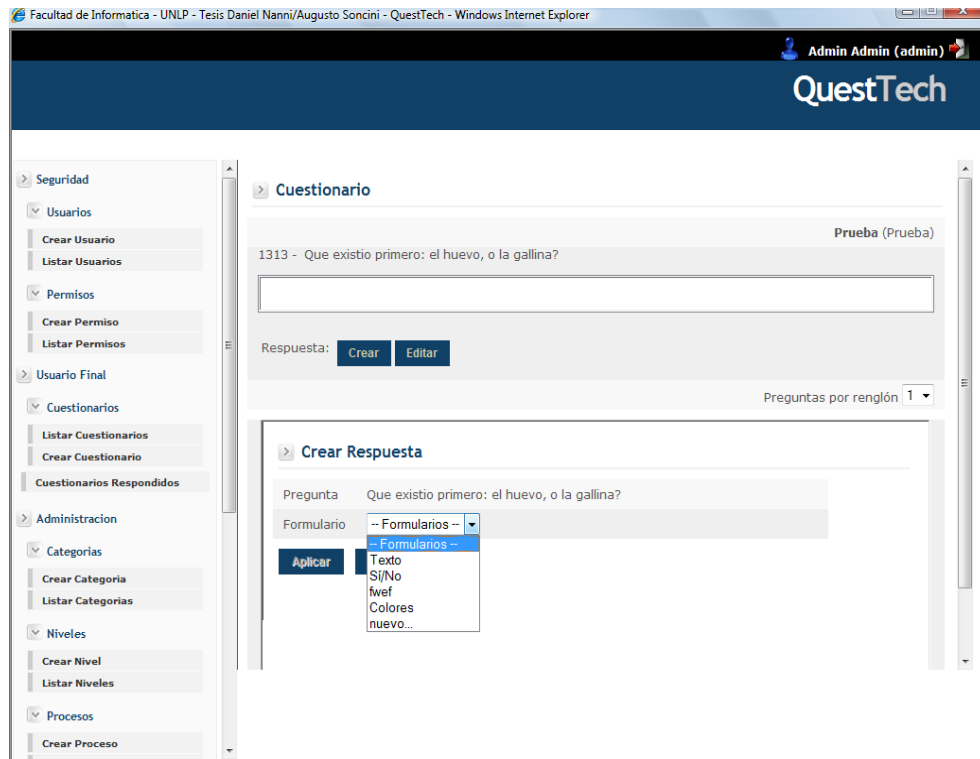 Facultad de Informatica - UNLP - Tesis Daniel Nanni/Augusto Soncini - QuestTech - Windows Internet Explorer
Admin Admin (admin)
QuestTech
Seguridad
Usuarios
Crear Usuario
Listar Usuarios
Permisos
Crear Permiso
Listar Permisos
Usuario Final
Cuestionarios
Listar Cuestionarios
Crear Cuestionario
Cuestionarios Respondidos
Administracion
Categorias
Crear Categoria
Listar Categorias
Niveles
Crear Nivel
Listar Niveles
Procesos
Crear Proceso
Cuestionario
Prueba (Prueba)
1313 - Que existio primero: el huevo, o la gallina?
Respuesta: Crear Editar
Preguntas por renglón 1
Crear Respuesta
Pregunta Que existio primero: el huevo, o la gallina?
Formulario -- Formularios --
-- Formularios --
Aplicar
Texto
Sí/No
fwef
Colores
nuevo...